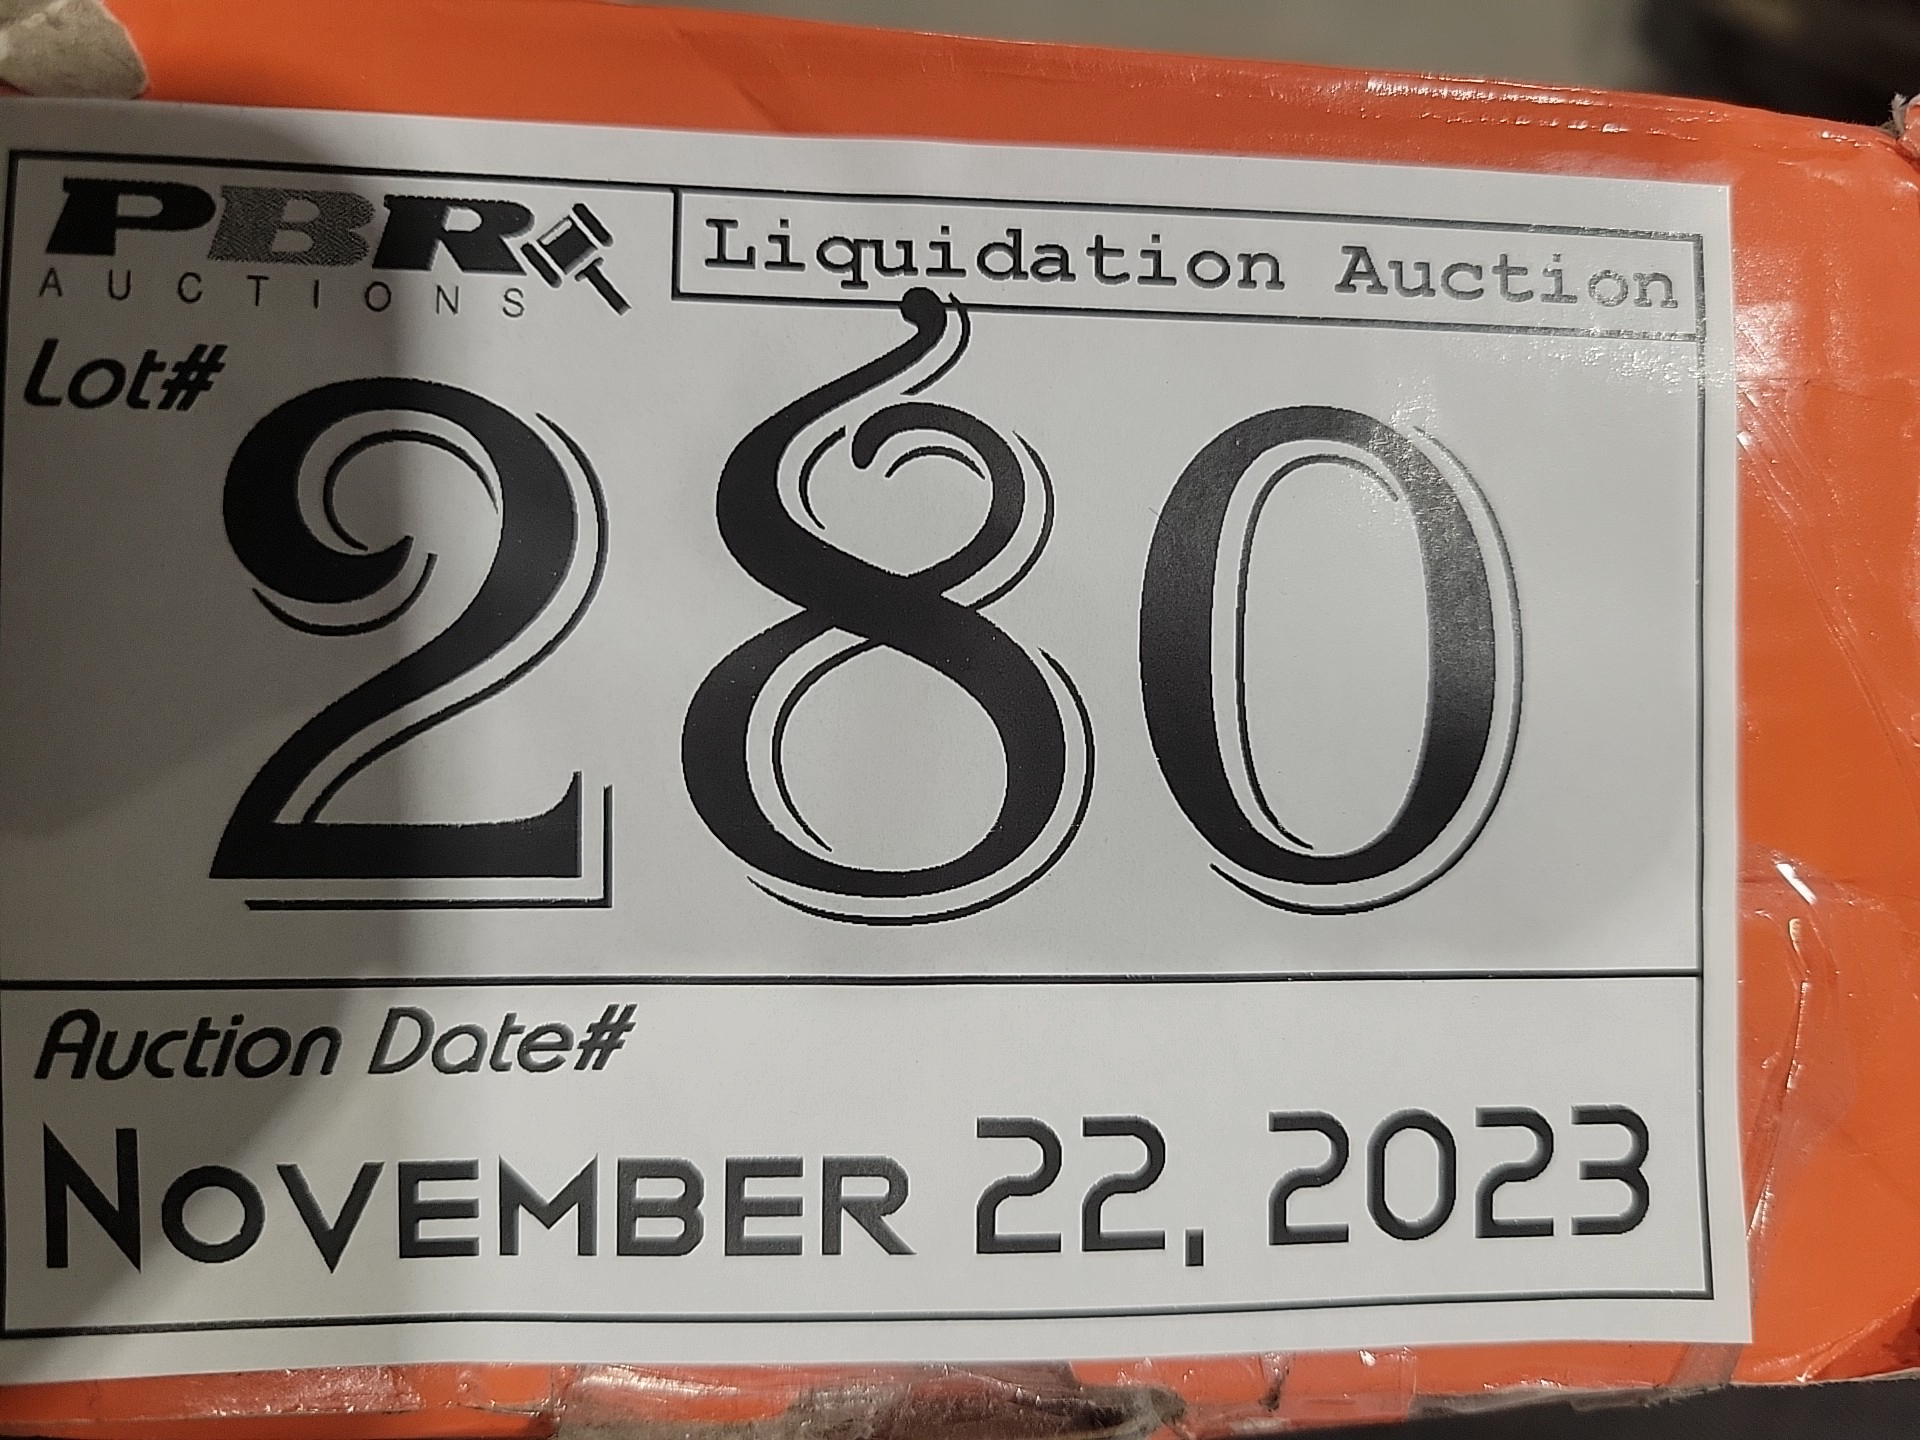 PBR
AUCTIONS
Liquidation Auction
Lot#
280
Auction Date#
NOVEMBER 22, 2023